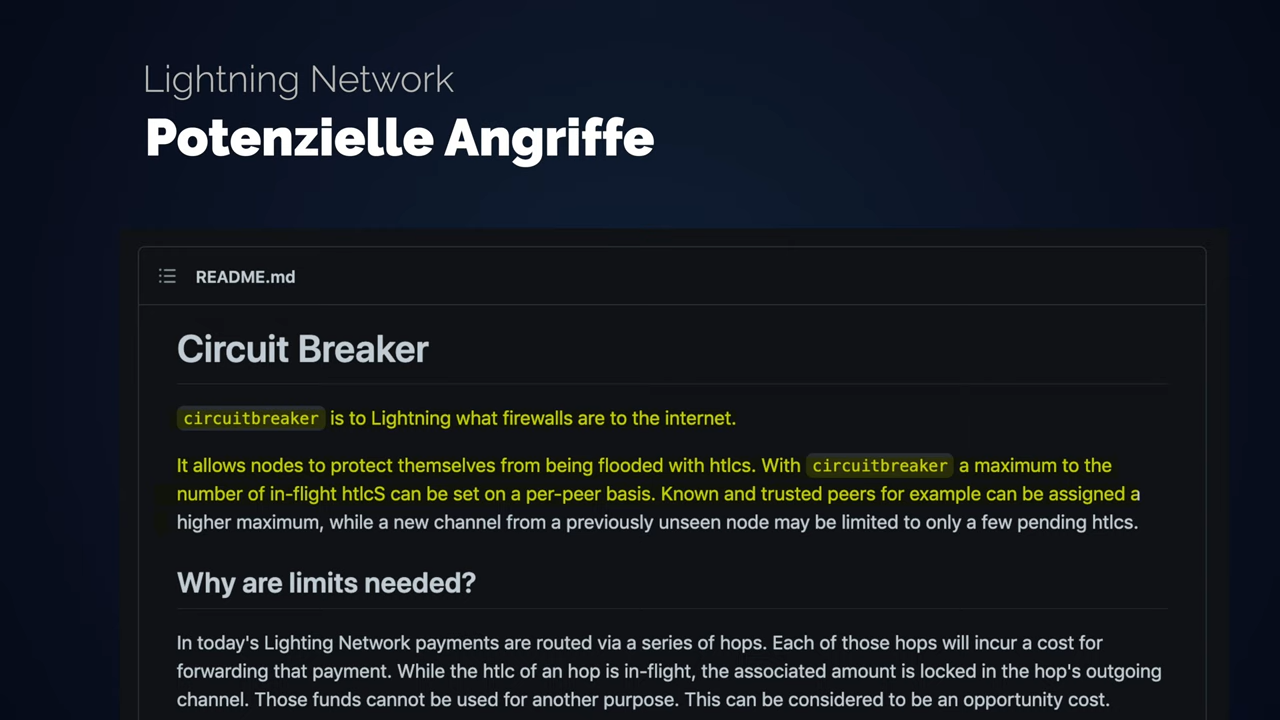 Lightning Network
Potenzielle Angriffe
README.md
Circuit Breaker
circuitbreaker is to Lightning what firewalls are to the internet.
It allows nodes to protect themselves from being flooded with htlcs. With circuitbreaker a maximum to the
number of in-flight htlcS can be set on a per-peer basis. Known and trusted peers for example can be assigned a
higher maximum, while a new channel from a previously unseen node may be limited to only a few pending htlcs.
Why are limits needed?
In today's Lighting Network payments are routed via a series of hops. Each of those hops will incur a cost for
forwarding that payment. While the htlc of an hop is in-flight, the associated amount is locked in the hop's outgoing
channel. Those funds cannot be used for another purpose. This can be considered to be an opportunity cost.